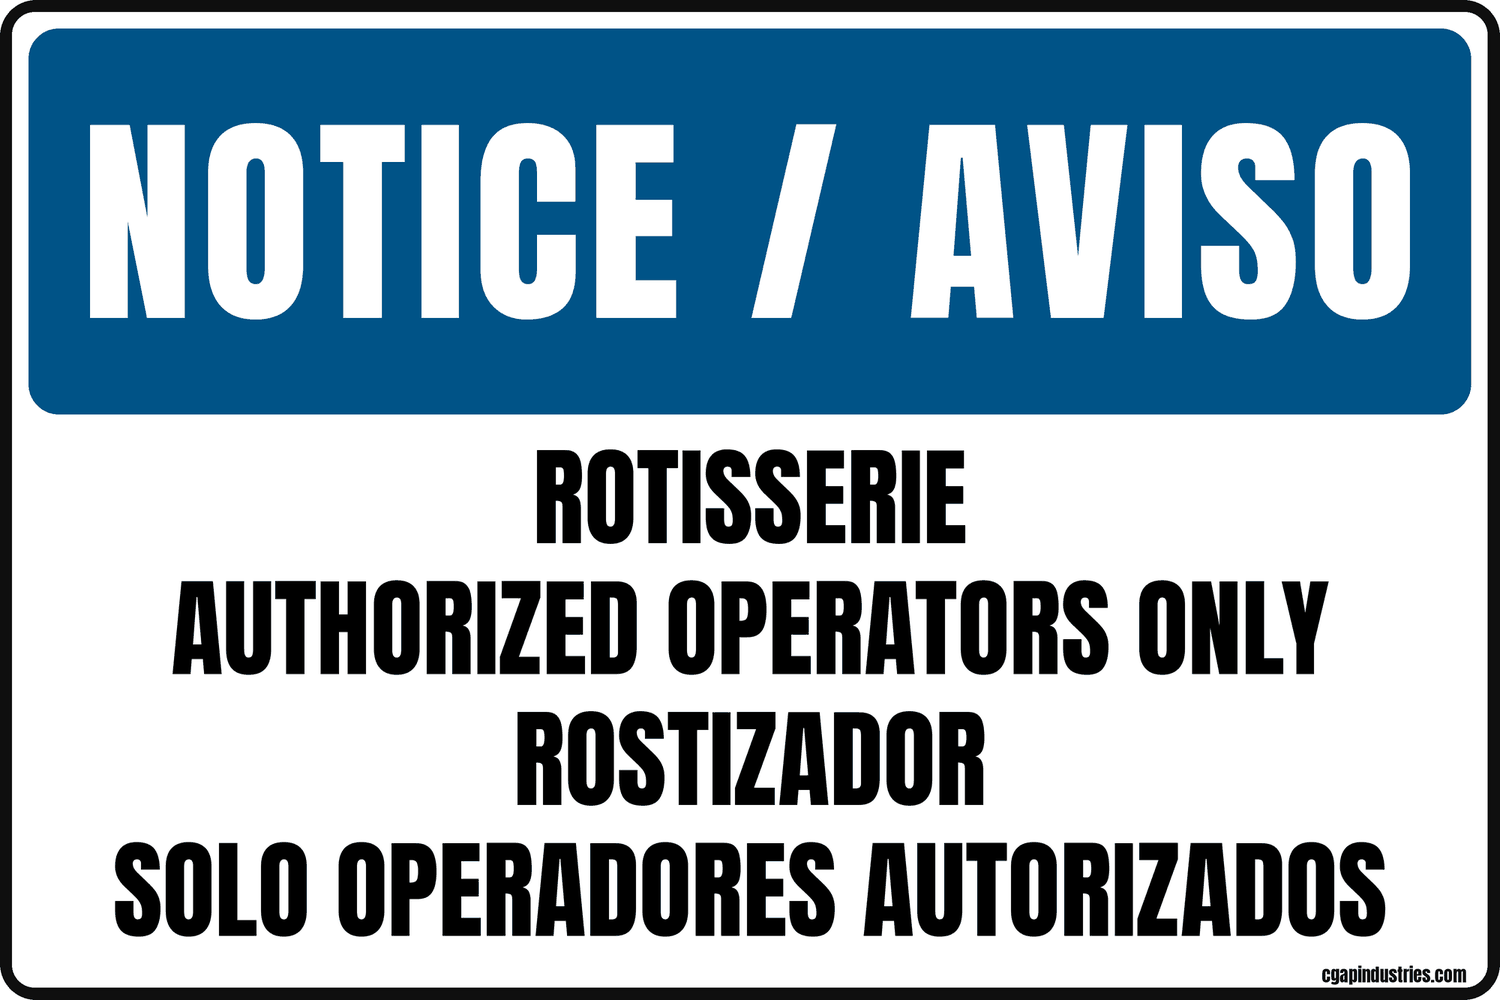 NOTICE / AVISO
ROTISSERIE
AUTHORIZED OPERATORS ONLY
ROSTIZADOR
SOLO OPERADORES AUTORIZADOS
cgapindustries.com